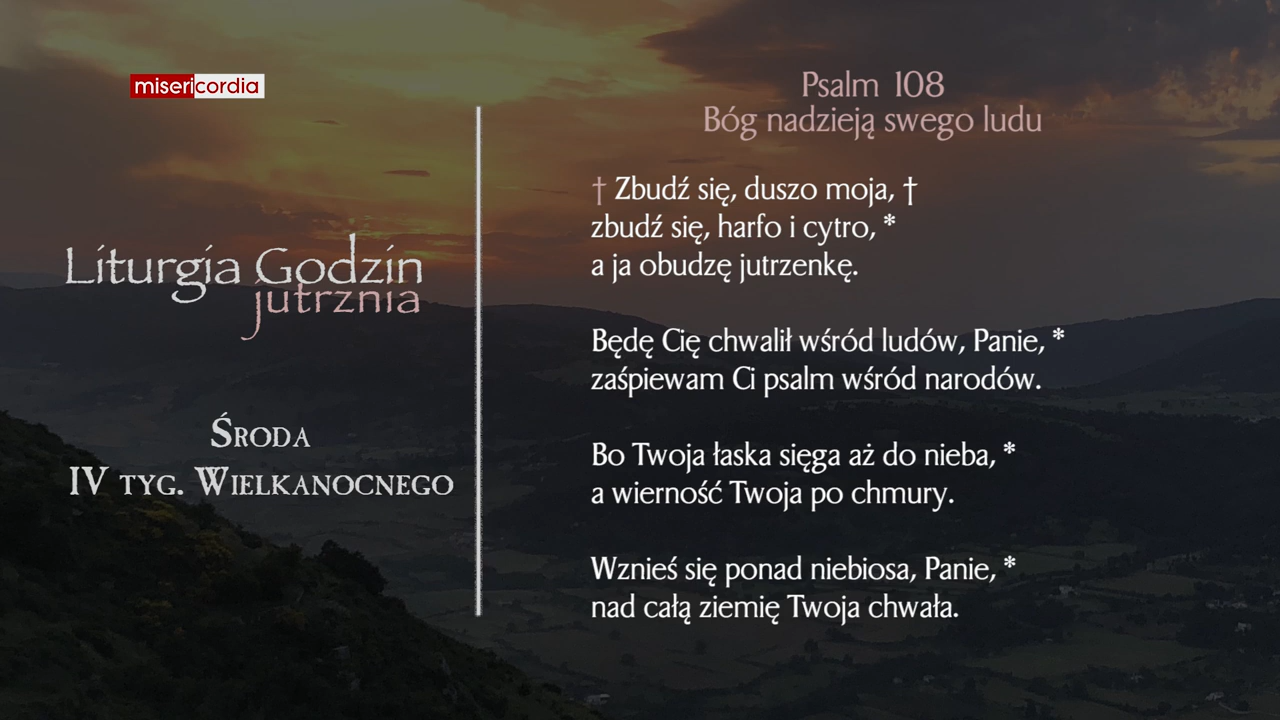 misericordia
Liturgia Godzin
jutrznia
Środa
IV tyg. Wielkanocnego
Psalm 108
Bóg nadzieją swego ludu
† Zbudź się, duszo moja, †
zbudź się, harfo i cytro, *
a ja obudzę jutrzenkę.
Będę Cię chwalił wśród ludów, Panie, *
zaśpiewam Ci psalm wśród narodów.
Bo Twoja łaska sięga aż do nieba, *
a wierność Twoja po chmury.
Wznieś się ponad niebiosa, Panie, *
nad całą ziemię Twoja chwała.